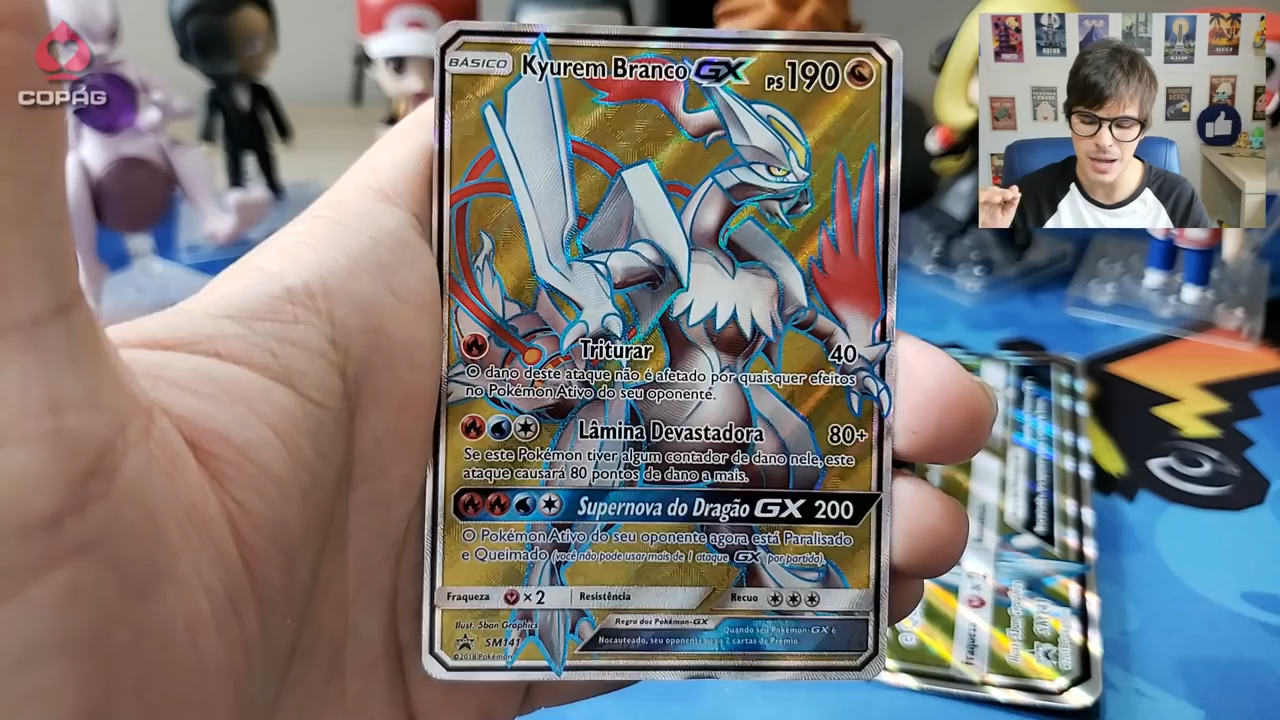 COPAG
BÁSICO Kyurem Branco GX PS190
Triturar 40
O dano deste ataque não é afetado por quaisquer efeitos
no Pokémon Ativo do seu oponente.
Lâmina Devastadora 80+
Se este Pokémon tiver algum contador de dano nele, este
ataque causará 80 pontos de dano a mais.
Supernova do Dragão GX 200
O Pokémon Ativo do seu oponente agora está Paralisado
e Queimado (você não pode usar mais de 1 ataque GX por partida).
Fraqueza ×2 Resistência Recuo
Regra dos Pokémon-GX
Quando seu Pokémon-GX é
Nocauteado, seu oponente pega 2 cartas de Prêmio.
Ilust. 5ban Graphics
SM141
©2018 Pokémon
Fraqueza